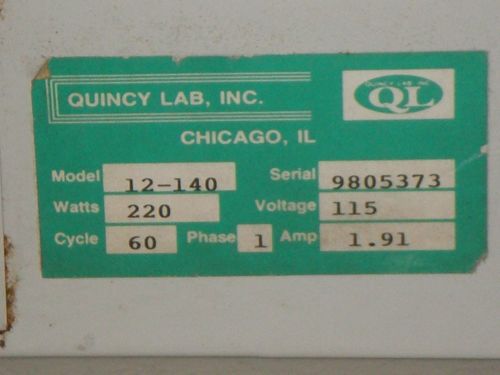 QUINCY LAB, INC.
QUINCY LAB INC.
QL
CHICAGO, IL
Model 12-140 Serial 9805373
Watts 220 Voltage 115
Cycle 60 Phase 1 Amp 1.91